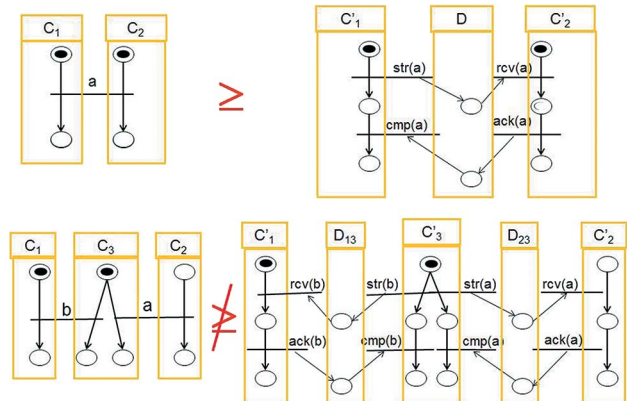 C₁ C₂ C'₁ D C'₂
a
str(a) rcv(a)
≥
cmp(a) ack(a)
C₁ C₃ C₂ C'₁ D₁₃ C'₃ D₂₃ C'₂
rcv(b) str(b) str(a) rcv(a)
b a
≱
ack(b) cmp(b) cmp(a) ack(a)